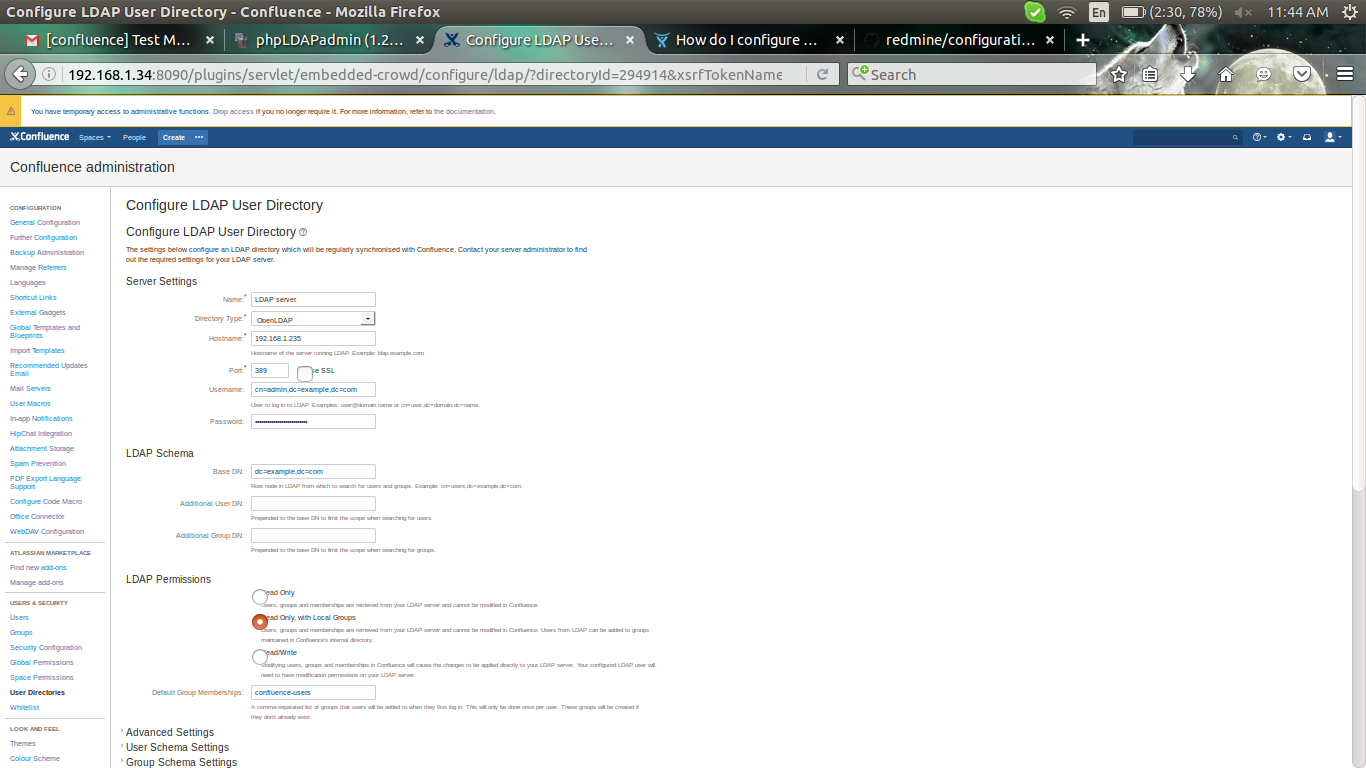 Configure LDAP User Directory - Confluence - Mozilla Firefox
En
(2:30, 78%)
11:44 AM
[confluence] Test M... ×
phpLDAPadmin (1.2... ×
Configure LDAP Use... ×
How do I configure ... ×
redmine/configurati... ×
192.168.1.34:8090/plugins/servlet/embedded-crowd/configure/ldap/?directoryId=294914&xsrfTokenName
Search
You have temporary access to administrative functions. Drop access if you no longer require it. For more information, refer to the documentation.
Confluence
Spaces
People
Create
Confluence administration
CONFIGURATION
General Configuration
Further Configuration
Backup Administration
Manage Referrers
Languages
Shortcut Links
External Gadgets
Global Templates and
Blueprints
Import Templates
Recommended Updates
Email
Mail Servers
User Macros
In-app Notifications
HipChat Integration
Attachment Storage
Spam Prevention
PDF Export Language
Support
Configure Code Macro
Office Connector
WebDAV Configuration
ATLASSIAN MARKETPLACE
Find new add-ons
Manage add-ons
USERS & SECURITY
Users
Groups
Security Configuration
Global Permissions
Space Permissions
User Directories
Whitelist
LOOK AND FEEL
Themes
Colour Scheme
Configure LDAP User Directory
Configure LDAP User Directory
The settings below configure an LDAP directory which will be regularly synchronised with Confluence. Contact your server administrator to find
out the required settings for your LDAP server.
Server Settings
Name:* LDAP server
Directory Type:* OpenLDAP
Hostname:* 192.168.1.235
Hostname of the server running LDAP. Example: ldap.example.com
Port:* 389 SSL
Username: cn=admin,dc=example,dc=com
User to log in to LDAP. Examples: user@domain.name or cn=user,dc=domain,dc=name.
Password:
LDAP Schema
Base DN: dc=example,dc=com
Root node in LDAP from which to search for users and groups. Example: cn=users,dc=example,dc=com.
Additional User DN:
Prepended to the base DN to limit the scope when searching for users.
Additional Group DN:
Prepended to the base DN to limit the scope when searching for groups.
LDAP Permissions
ead Only
Users, groups and memberships are retrieved from your LDAP server and cannot be modified in Confluence.
ead Only, with Local Groups
Users, groups and memberships are retrieved from your LDAP server and cannot be modified in Confluence. Users from LDAP can be added to groups
maintained in Confluence's internal directory.
ead/Write
Modifying users, groups and memberships in Confluence will cause the changes to be applied directly to your LDAP server. Your configured LDAP user will
need to have modification permissions on your LDAP server.
Default Group Memberships: confluence-users
A comma-separated list of groups that users will be added to when they first log in. This will only be done once per user. These groups will be created if
they don't already exist.
Advanced Settings
User Schema Settings
Group Schema Settings